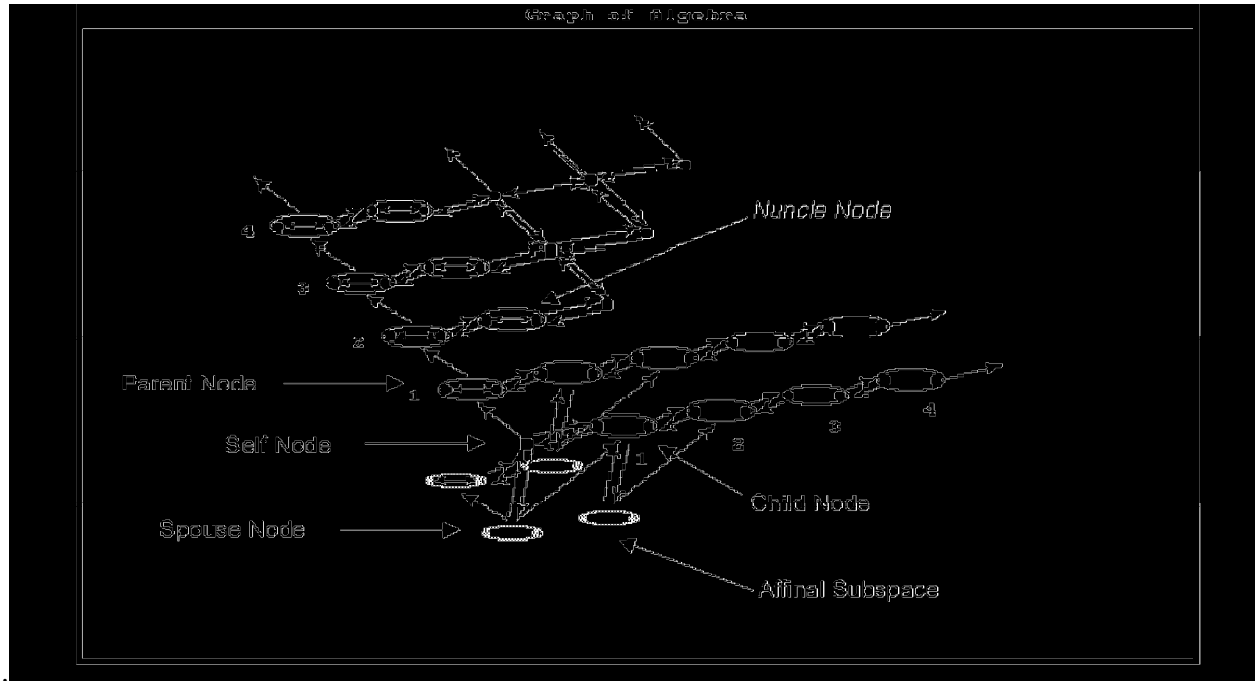 Graph of Algebra
Nuncle Node
4
3
2
Parent Node
1
4
3
Self Node
2
1
Child Node
Spouse Node
Affinal Subspace